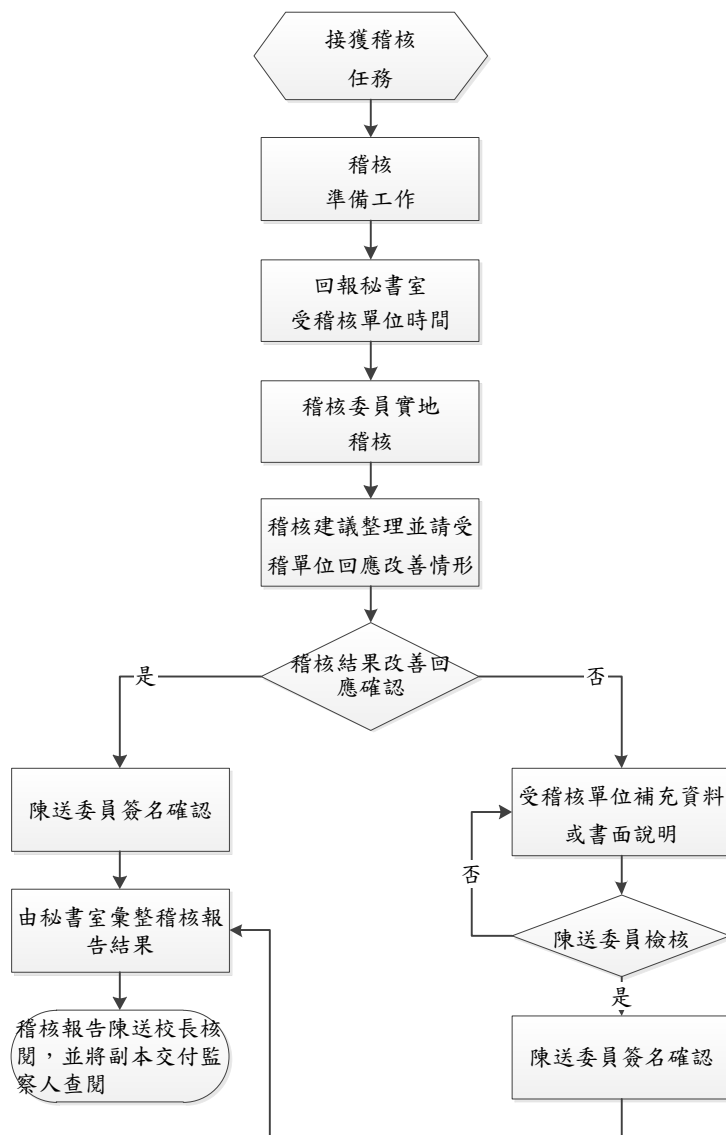 接獲稽核
任務
稽核
準備工作
回報秘書室
受稽核單位時間
稽核委員實地
稽核
稽核建議整理並請受
稽單位回應改善情形
稽核結果改善回
應確認
是
否
陳送委員簽名確認
受稽核單位補充資料
或書面說明
否
由秘書室彙整稽核報
告結果
陳送委員檢核
是
稽核報告陳送校長核
閱，並將副本交付監
察人查閱
陳送委員簽名確認